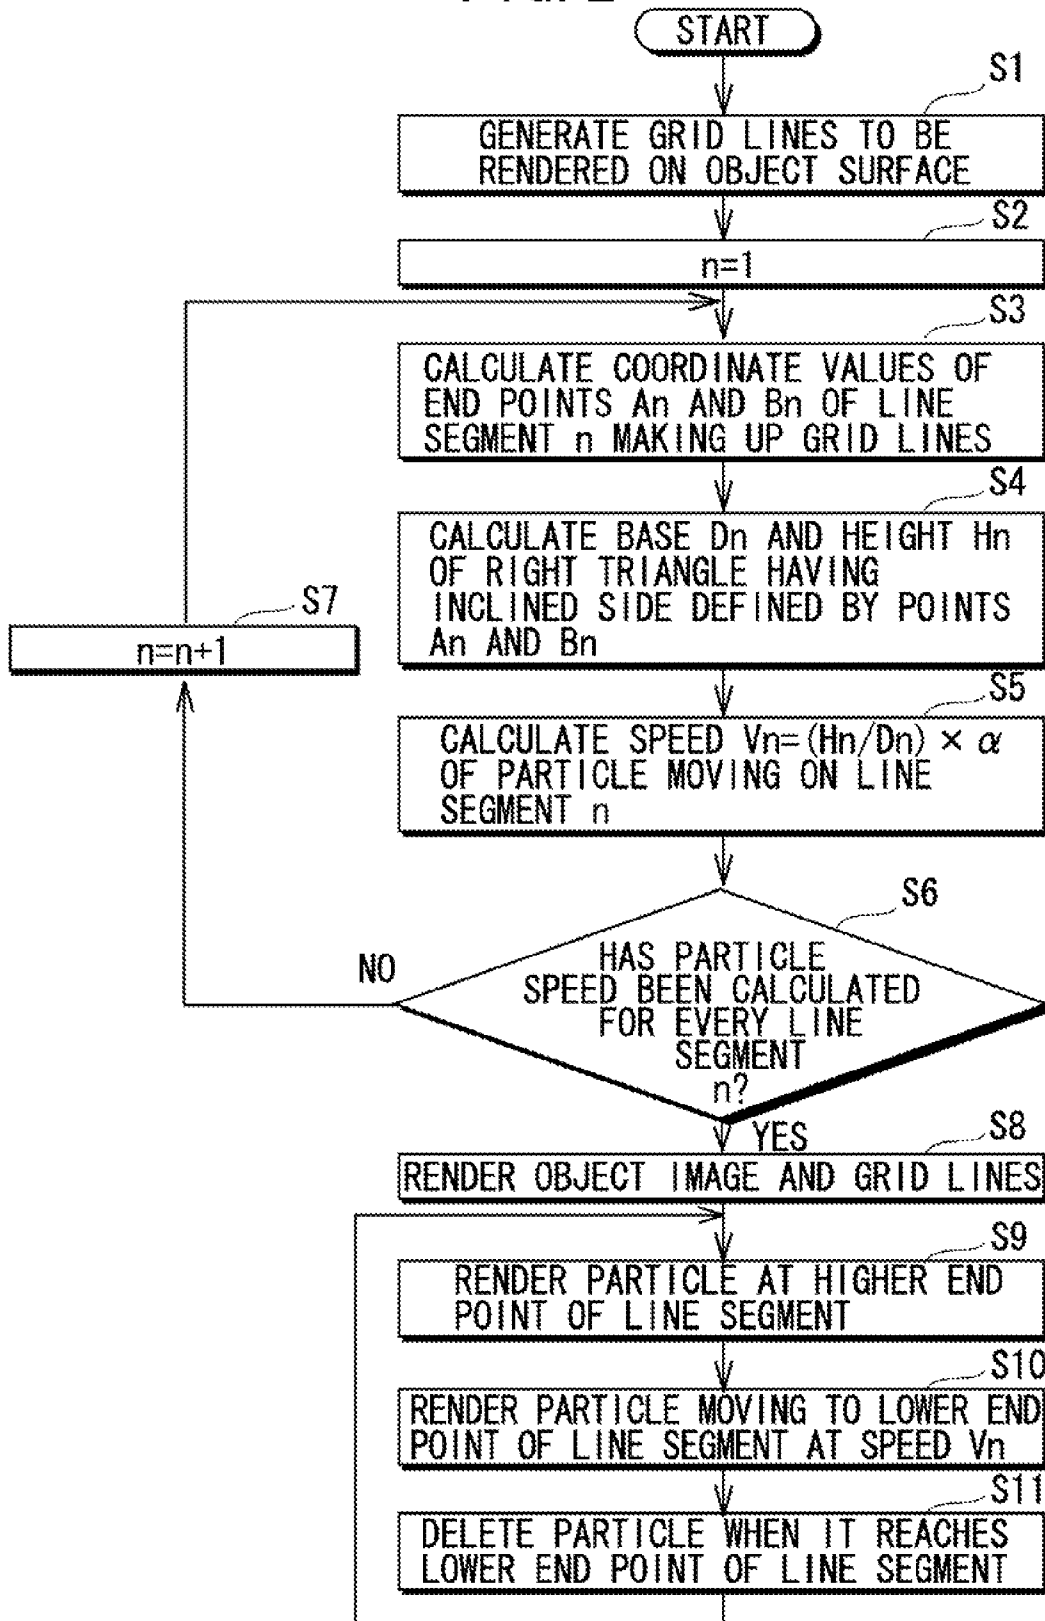 START
S1
GENERATE GRID LINES TO BE
RENDERED ON OBJECT SURFACE
S2
n=1
S3
CALCULATE COORDINATE VALUES OF
END POINTS An AND Bn OF LINE
SEGMENT n MAKING UP GRID LINES
S4
CALCULATE BASE Dn AND HEIGHT Hn
OF RIGHT TRIANGLE HAVING
INCLINED SIDE DEFINED BY POINTS
An AND Bn
S7
n=n+1
S5
CALCULATE SPEED Vn=(Hn/Dn) × α
OF PARTICLE MOVING ON LINE
SEGMENT n
S6
HAS PARTICLE
SPEED BEEN CALCULATED
FOR EVERY LINE
SEGMENT
n?
NO
YES
S8
RENDER OBJECT IMAGE AND GRID LINES
S9
RENDER PARTICLE AT HIGHER END
POINT OF LINE SEGMENT
S10
RENDER PARTICLE MOVING TO LOWER END
POINT OF LINE SEGMENT AT SPEED Vn
S11
DELETE PARTICLE WHEN IT REACHES
LOWER END POINT OF LINE SEGMENT